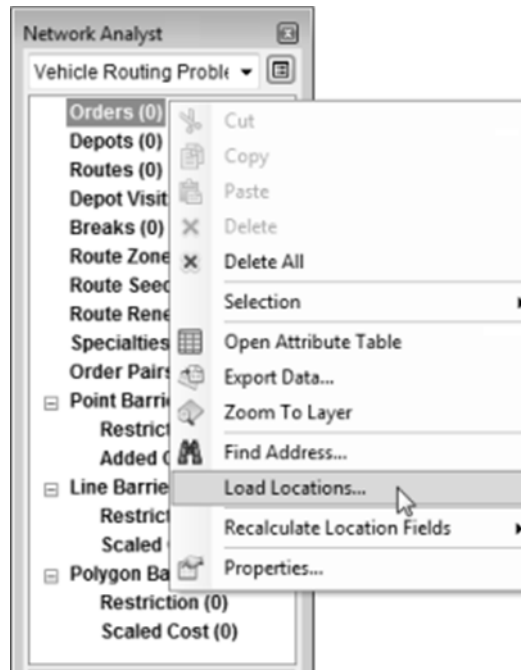 Network Analyst
Vehicle Routing Proble
Orders (0)
Depots (0)
Routes (0)
Depot Visit
Breaks (0)
Route Zone
Route Seed
Route Rene
Specialties
Order Pairs
Point Barrie
Restrict
Added
Line Barrie
Restrict
Scaled
Polygon Ba
Restriction (0)
Scaled Cost (0)
Cut
Copy
Paste
Delete
Delete All
Selection
Open Attribute Table
Export Data...
Zoom To Layer
Find Address...
Load Locations...
Recalculate Location Fields
Properties...